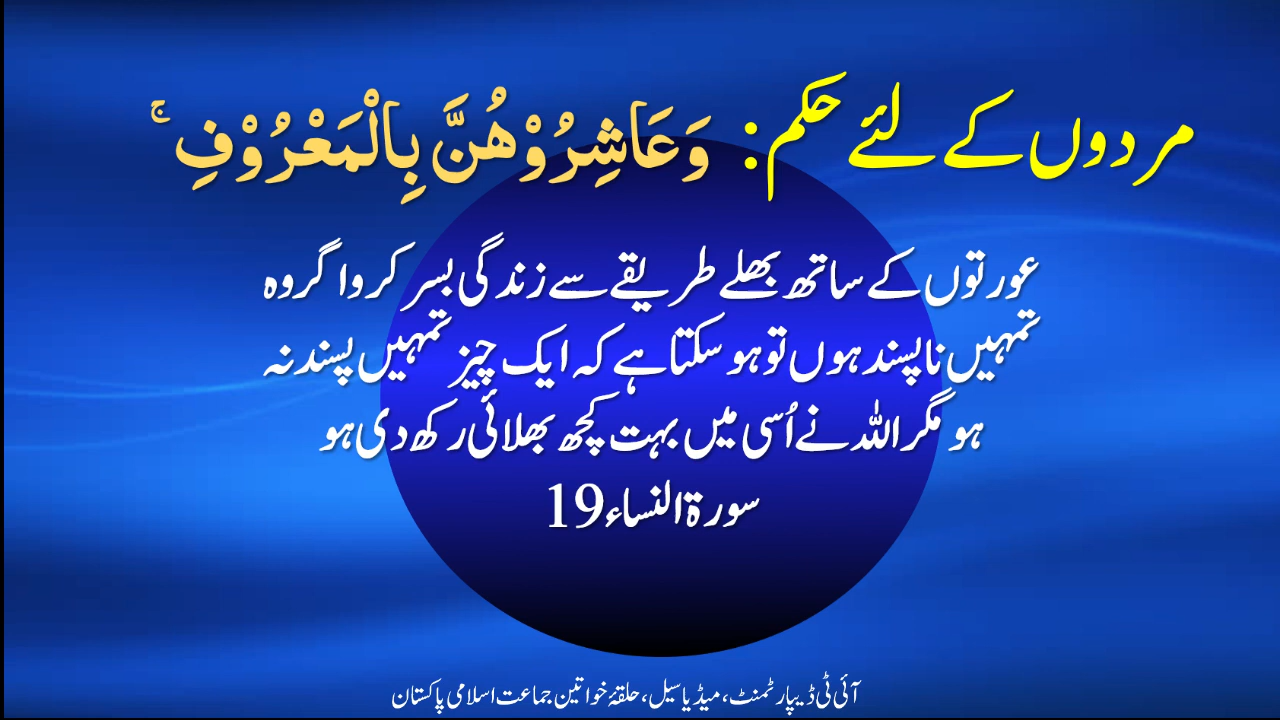 مردوں کے لئے حکم: وَعَاشِرُوْهُنَّ بِالْمَعْرُوْفِ ۚ
عورتوں کے ساتھ بھلے طریقے سے زندگی بسر کرو اگر وہ
تمہیں ناپسند ہوں تو ہو سکتا ہے کہ ایک چیز تمہیں پسند نہ
ہو مگر اللہ نے اُسی میں بہت کچھ بھلائی رکھ دی ہو
سورۃ النساء 19
آئی ٹی ڈیپارٹمنٹ، میڈیا سیل، حلقۂ خواتین جماعت اسلامی پاکستان